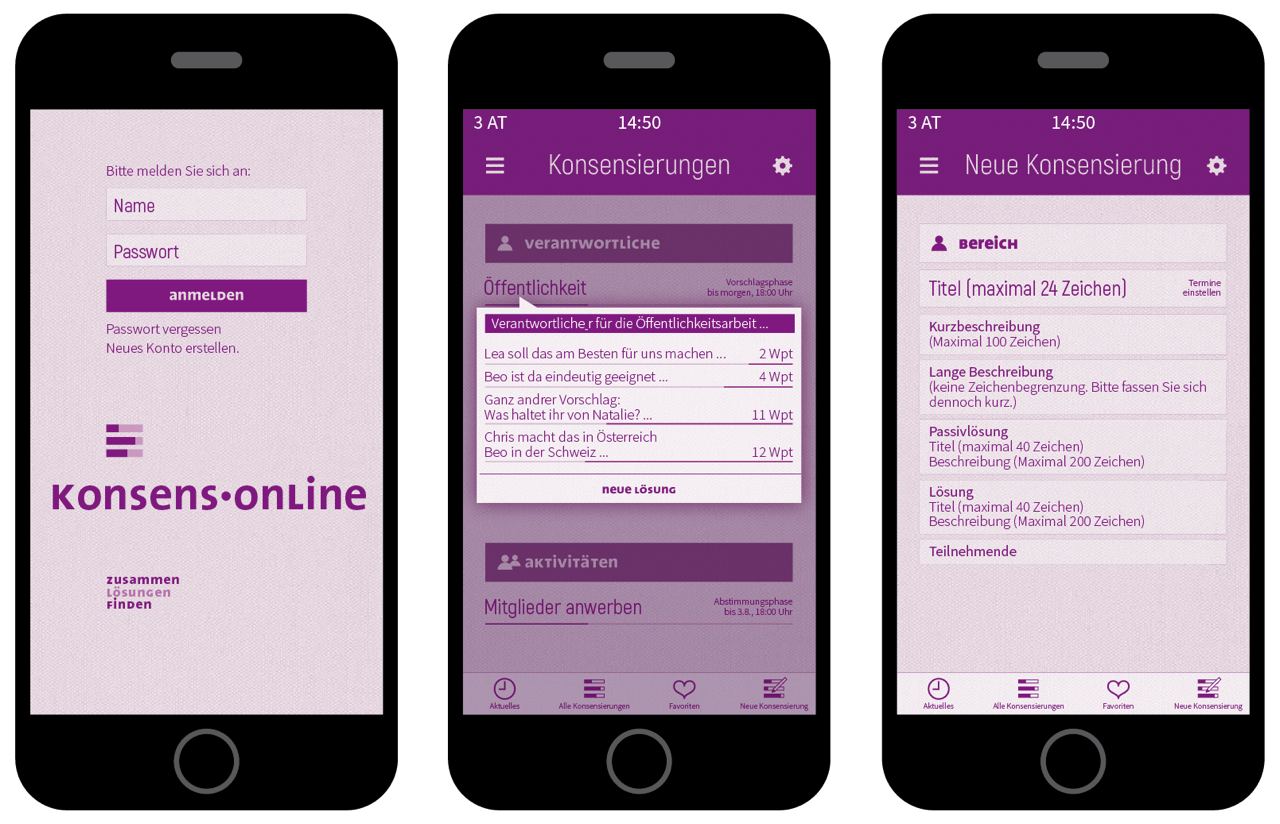 Bitte melden Sie sich an:
Name
Passwort
anmelden
Passwort vergessen
Neues Konto erstellen.
Konsens•online
zusammen
Lösungen
finden
3 AT 14:50
Konsensierungen
Verantwortliche
Öffentlichkeit
Vorschlagsphase
bis morgen, 18:00 Uhr
Verantwortliche_r für die Öffentlichkeitsarbeit ...
Lea soll das am Besten für uns machen ... 2 Wpt
Beo ist da eindeutig geeignet ... 4 Wpt
Ganz andrer Vorschlag:
Was haltet ihr von Natalie? ... 11 Wpt
Chris macht das in Österreich
Beo in der Schweiz ... 12 Wpt
neue Lösung
Aktivitäten
Mitglieder anwerben
Abstimmungsphase
bis 3.8., 18:00 Uhr
Aktuelles
Alle Konsensierungen
Favoriten
Neue Konsensierung
3 AT 14:50
Neue Konsensierung
Bereich
Titel (maximal 24 Zeichen)
Termine
einstellen
Kurzbeschreibung
(Maximal 100 Zeichen)
Lange Beschreibung
(keine Zeichenbegrenzung. Bitte fassen Sie sich
dennoch kurz.)
Passivlösung
Titel (maximal 40 Zeichen)
Beschreibung (Maximal 200 Zeichen)
Lösung
Titel (maximal 40 Zeichen)
Beschreibung (Maximal 200 Zeichen)
Teilnehmende
Aktuelles
Alle Konsensierungen
Favoriten
Neue Konsensierung